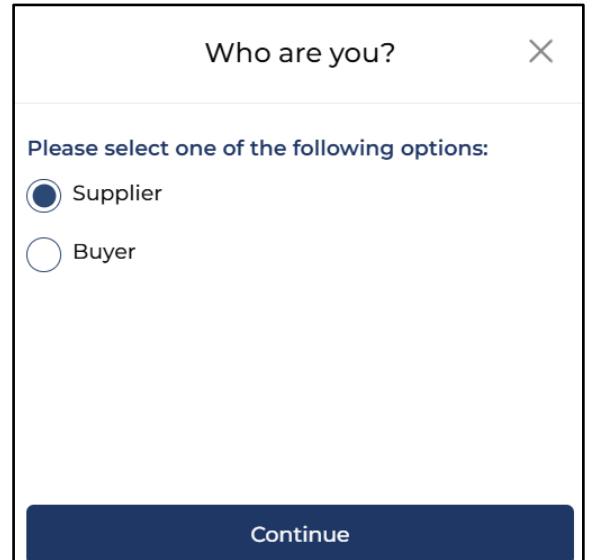 Who are you?
Please select one of the following options:
Supplier
Buyer
Continue